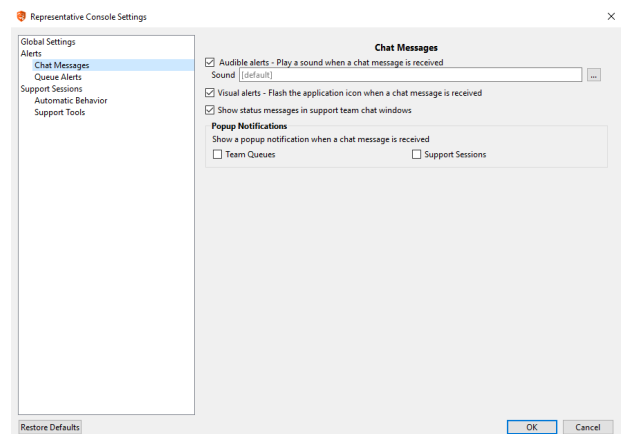 Representative Console Settings
Global Settings
Alerts
Chat Messages
Queue Alerts
Support Sessions
Automatic Behavior
Support Tools
Chat Messages
Audible alerts - Play a sound when a chat message is received
Sound [default] ...
Visual alerts - Flash the application icon when a chat message is received
Show status messages in support team chat windows
Popup Notifications
Show a popup notification when a chat message is received
Team Queues Support Sessions
Restore Defaults OK Cancel